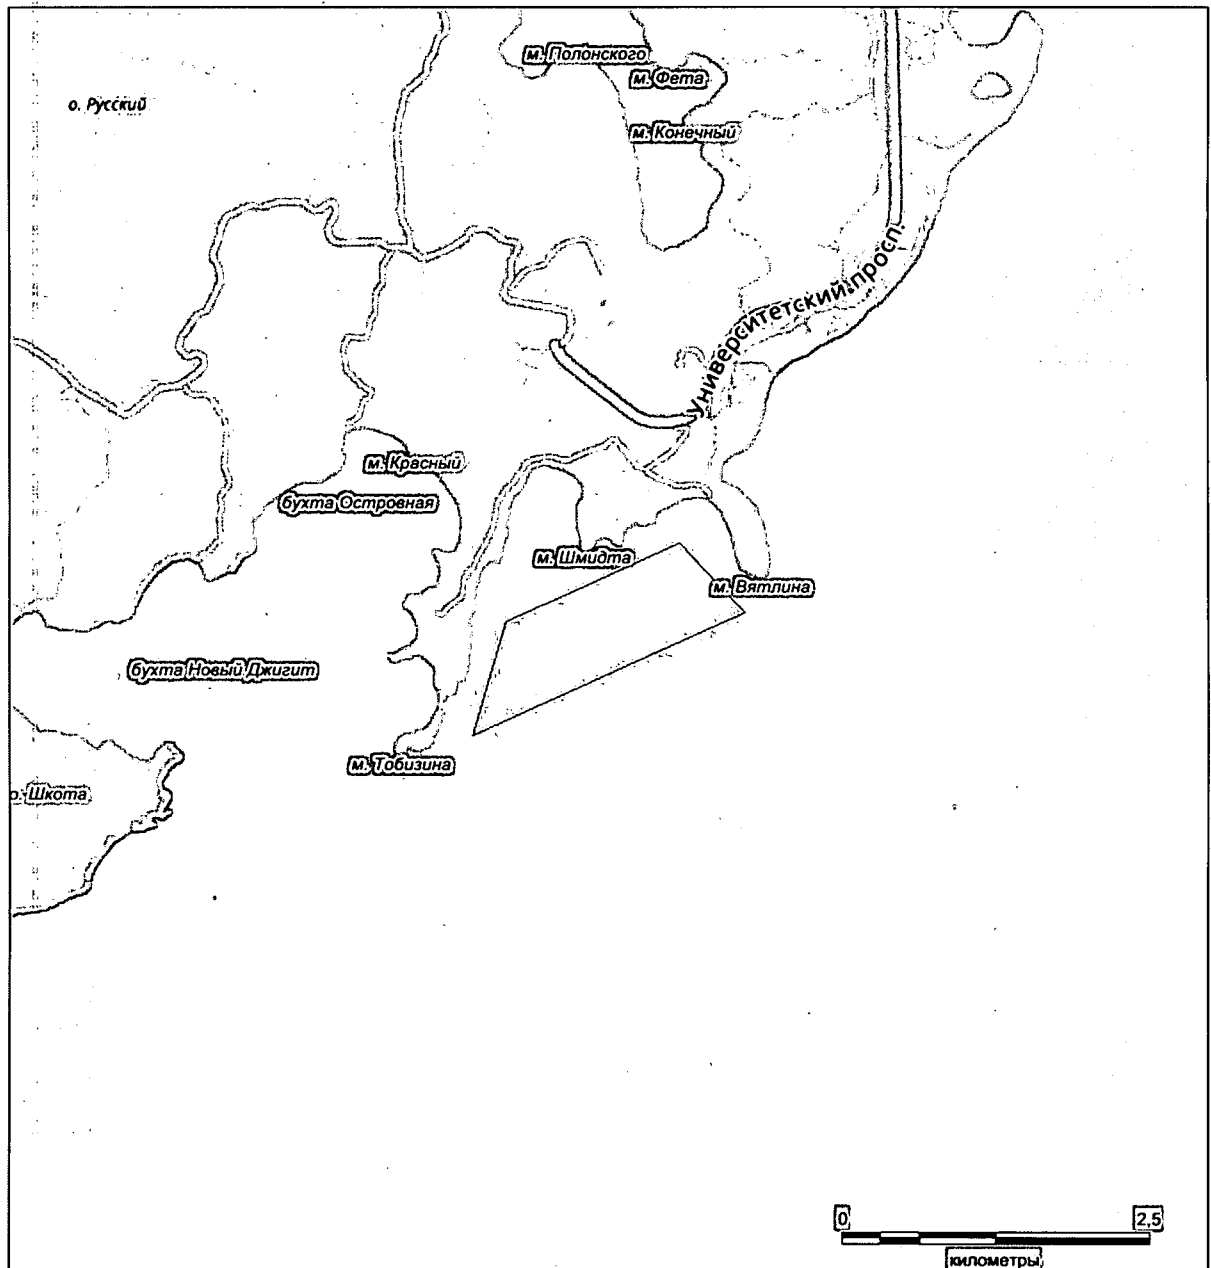 м. Полонского
м. Фета
о. Русский
м. Конечный
Университетский просп.
м. Красный
бухта Островная
м. Шмидта
м. Вятлина
бухта Новый Джигит
м. Тобизина
о. Шкота
0
2,5
километры